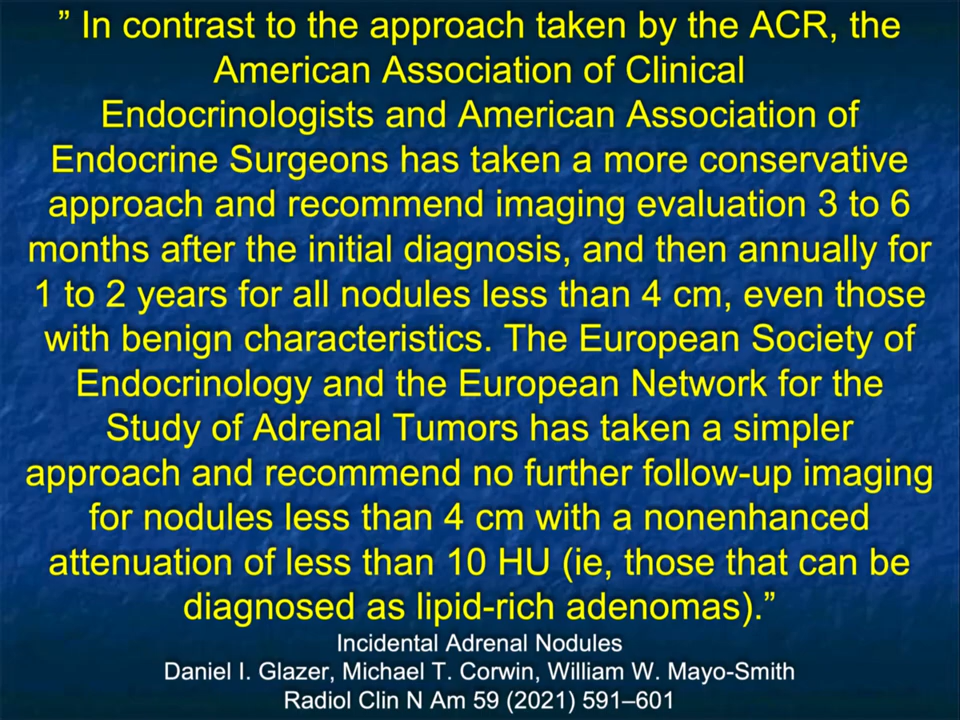 ” In contrast to the approach taken by the ACR, the
American Association of Clinical
Endocrinologists and American Association of
Endocrine Surgeons has taken a more conservative
approach and recommend imaging evaluation 3 to 6
months after the initial diagnosis, and then annually for
1 to 2 years for all nodules less than 4 cm, even those
with benign characteristics. The European Society of
Endocrinology and the European Network for the
Study of Adrenal Tumors has taken a simpler
approach and recommend no further follow-up imaging
for nodules less than 4 cm with a nonenhanced
attenuation of less than 10 HU (ie, those that can be
diagnosed as lipid-rich adenomas).”
Incidental Adrenal Nodules
Daniel I. Glazer, Michael T. Corwin, William W. Mayo-Smith
Radiol Clin N Am 59 (2021) 591–601